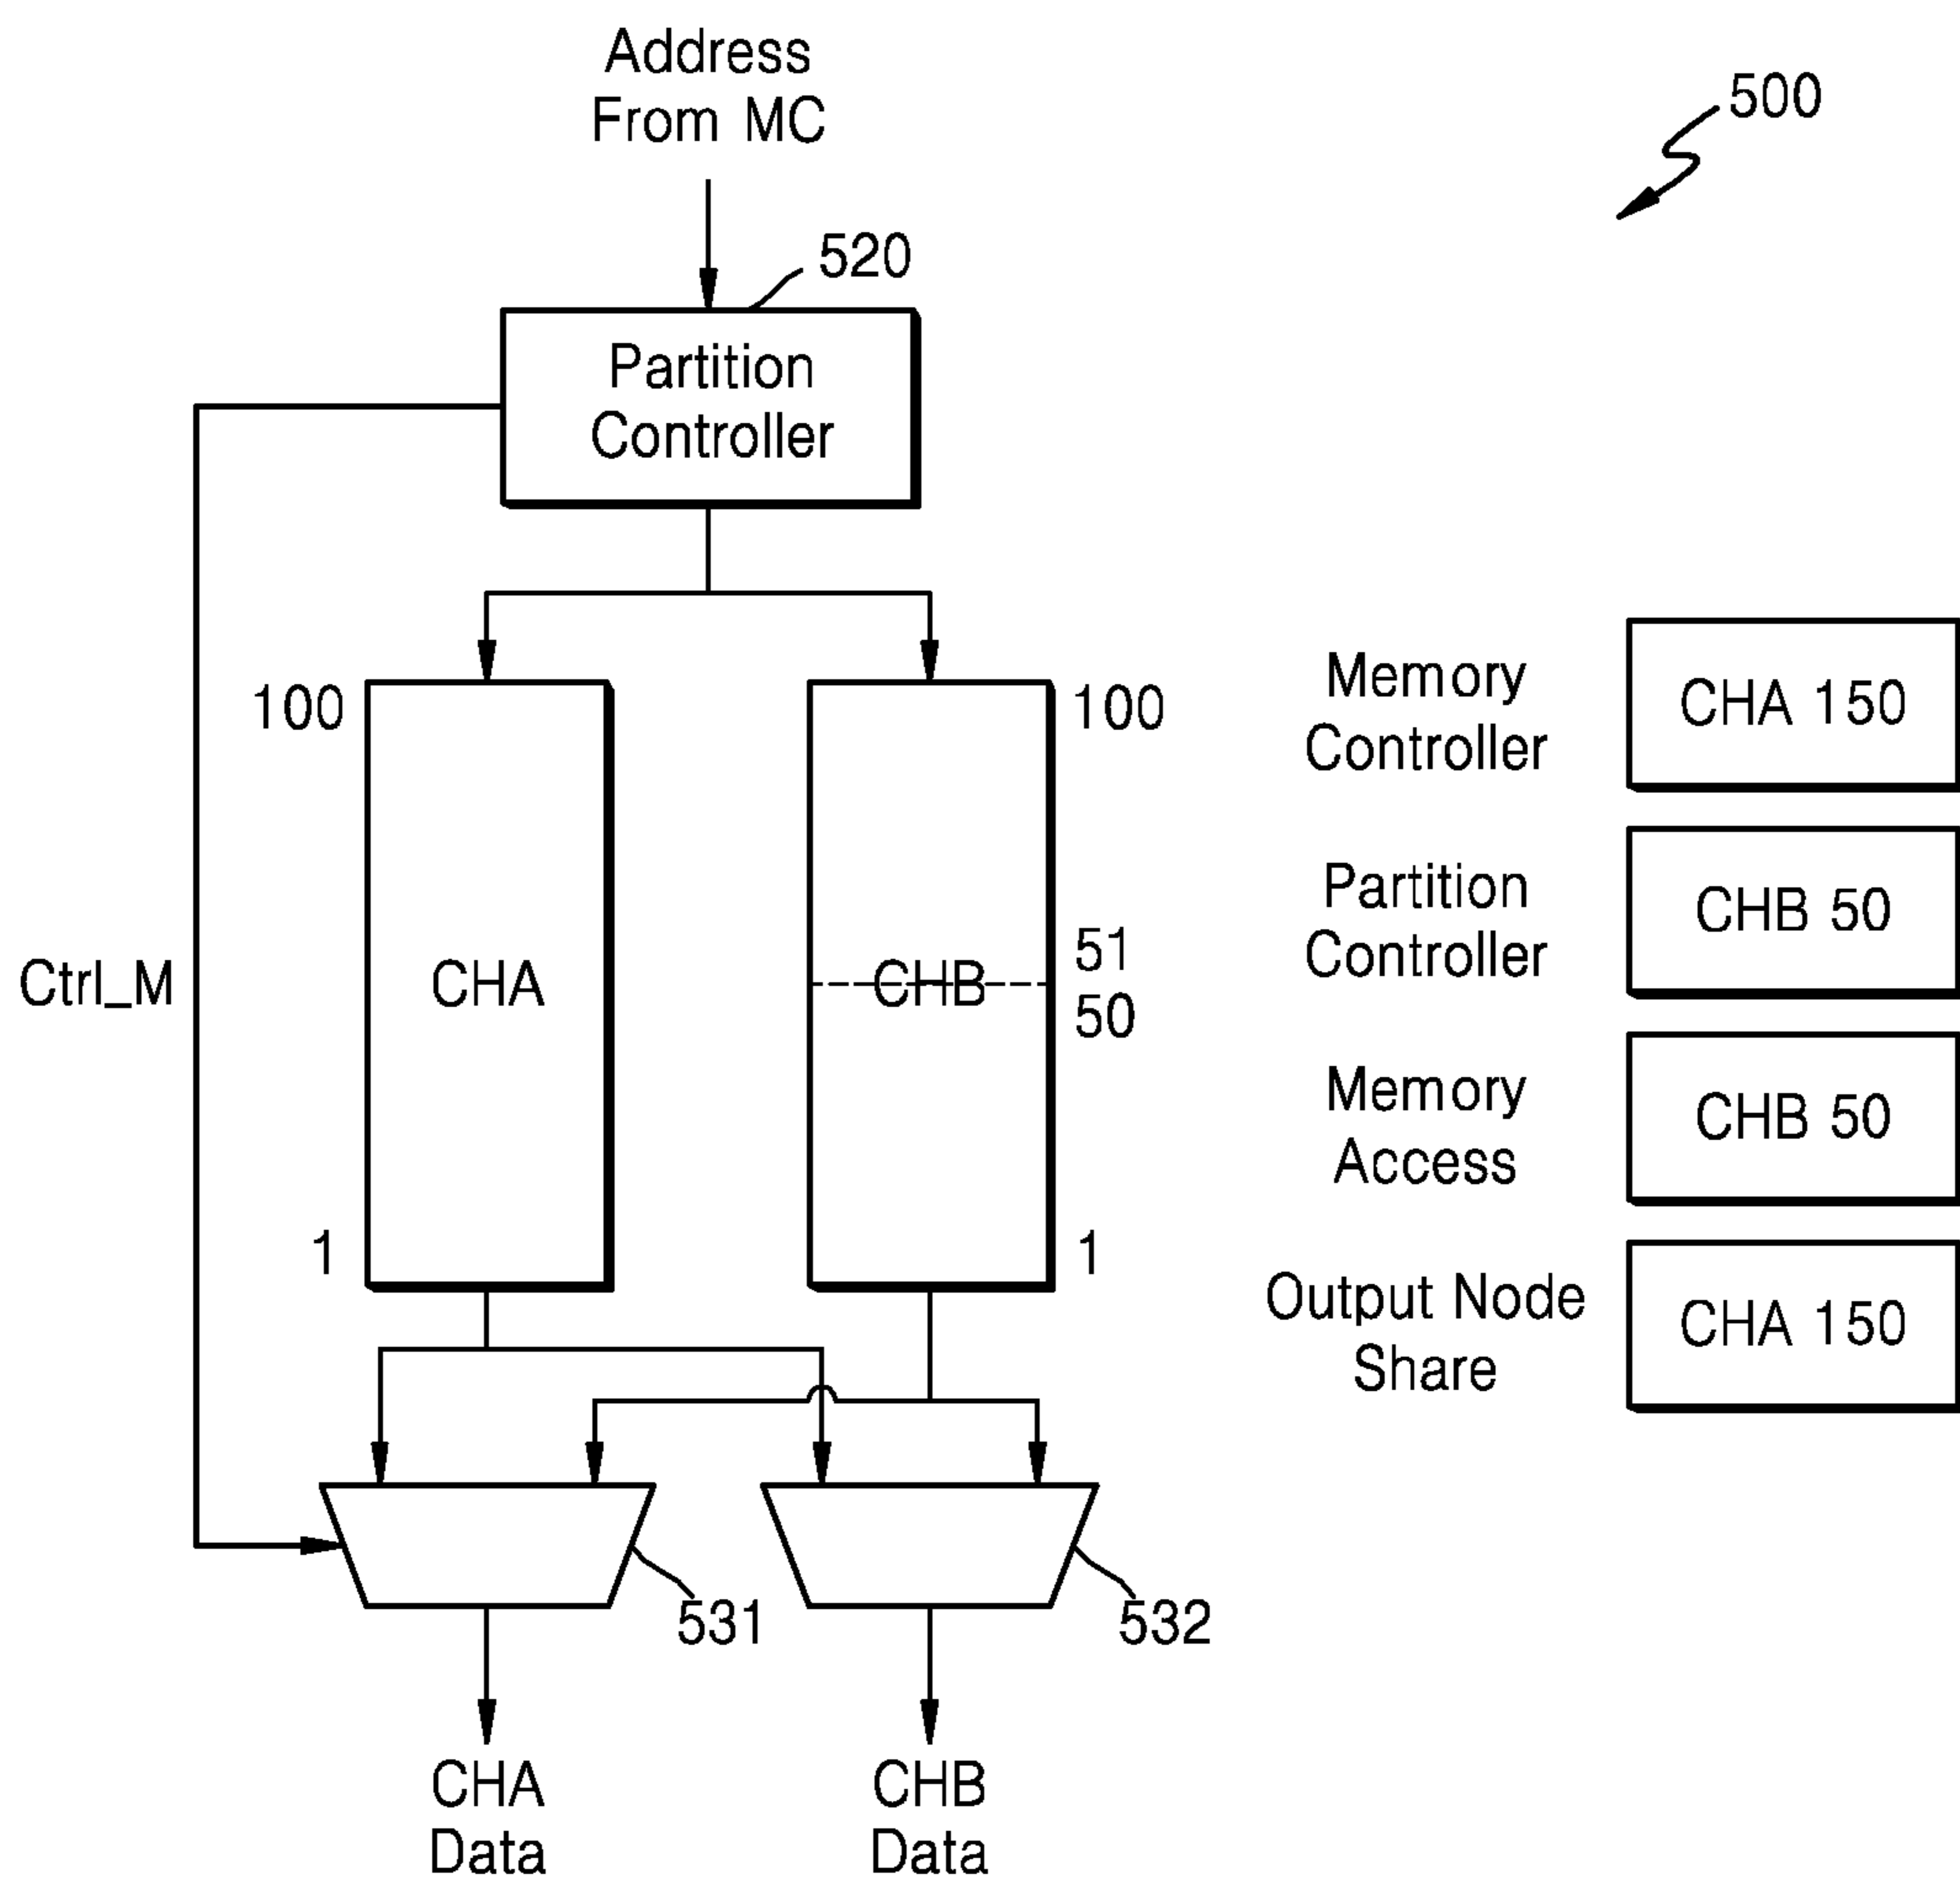 Address
From MC
500
520
Partition
Controller
100
100
Memory
Controller
CHA 150
Partition
Controller
CHB 50
Ctrl_M
CHA
CHB
51
50
Memory
Access
CHB 50
1
1
Output Node
Share
CHA 150
531
532
CHA
Data
CHB
Data